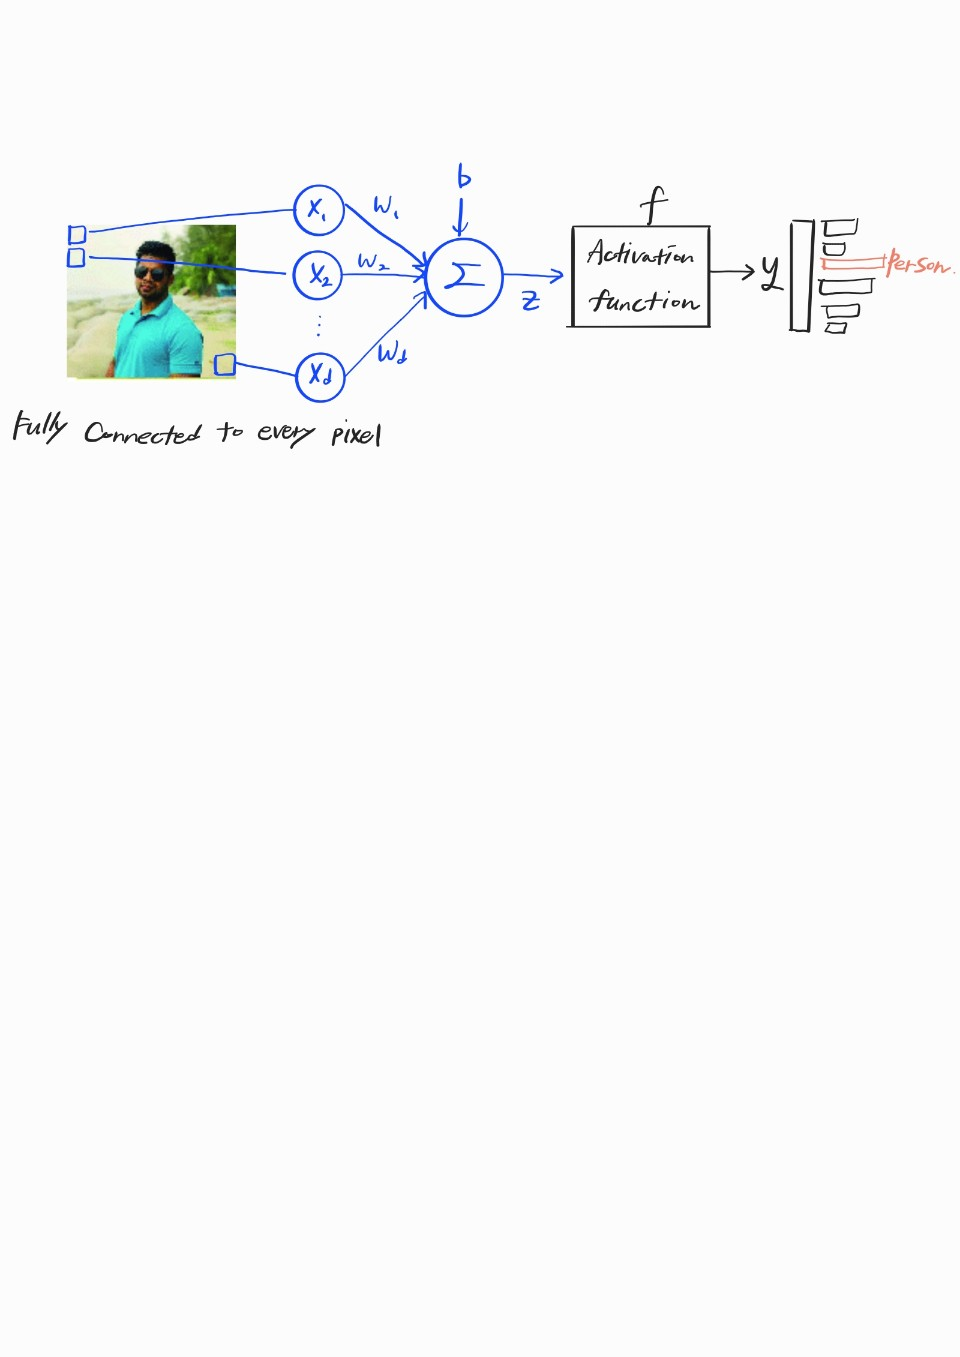 b
f
X₁ W₁
Activation
X₂ W₂ Σ y Person.
z function
⋮
Xd Wd
Fully Connected to every pixel